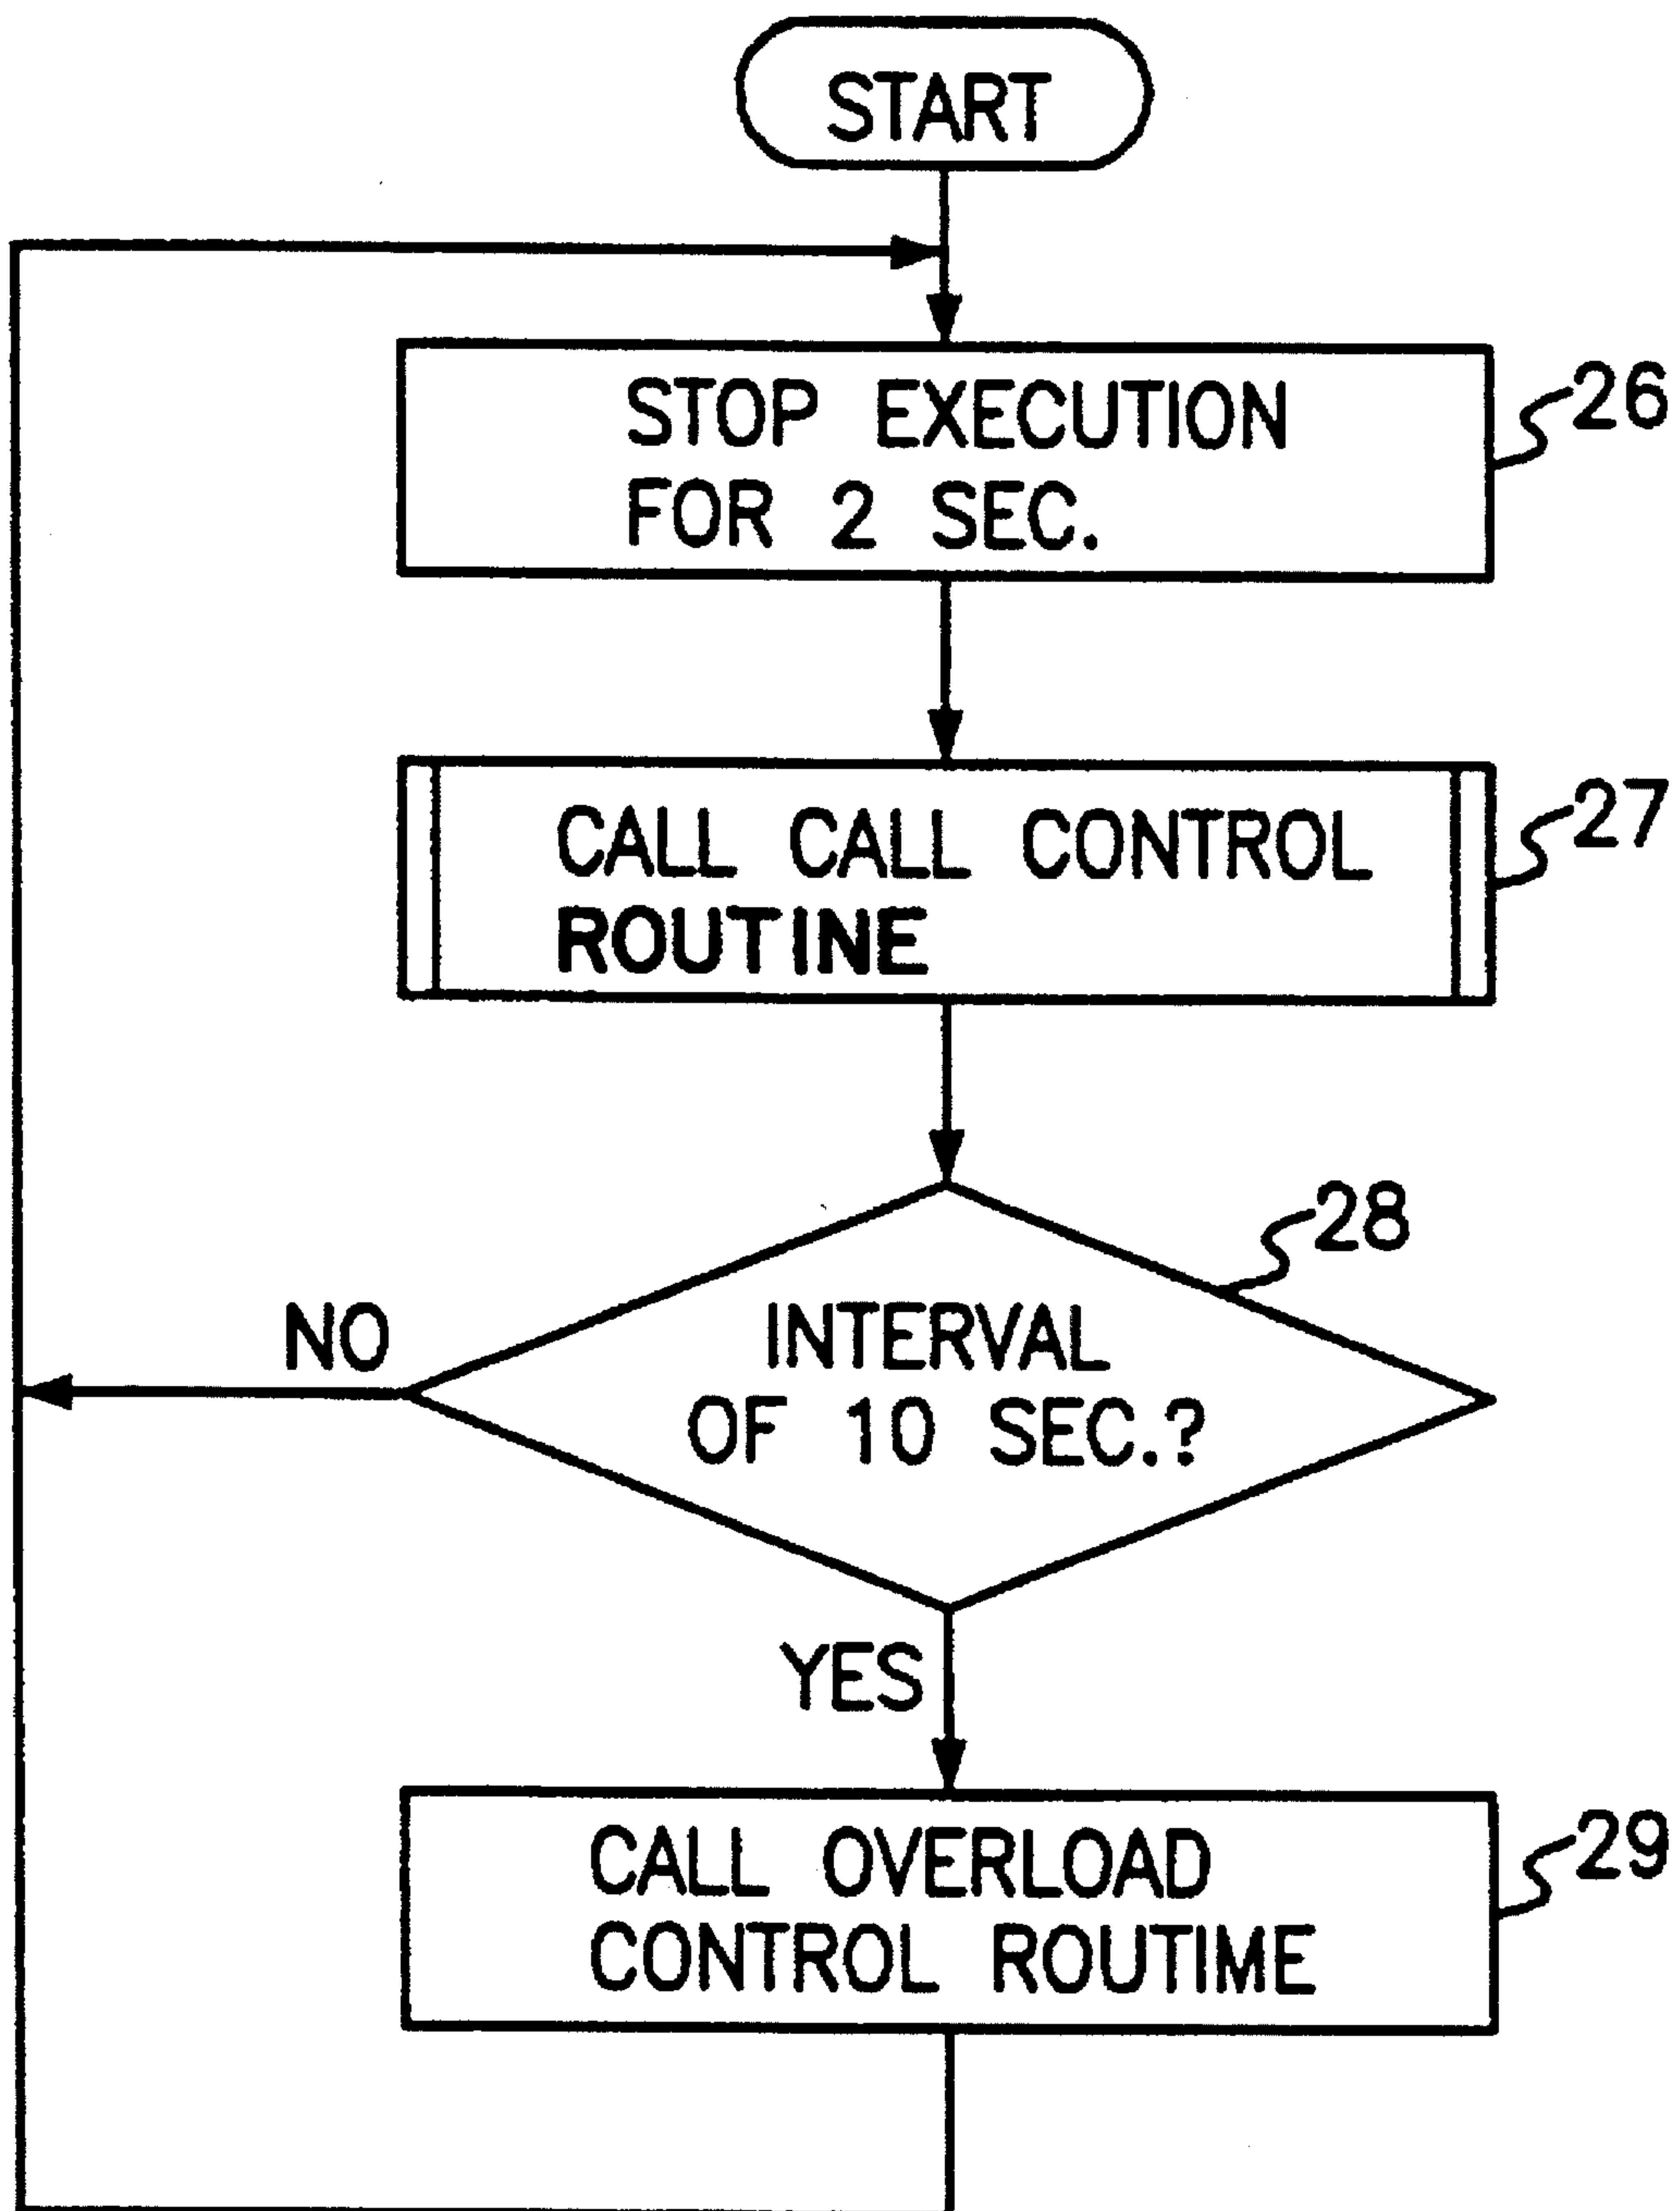 START
STOP EXECUTION
FOR 2 SEC.
26
CALL CALL CONTROL
ROUTINE
27
28
NO
INTERVAL
OF 10 SEC.?
YES
CALL OVERLOAD
CONTROL ROUTIME
29